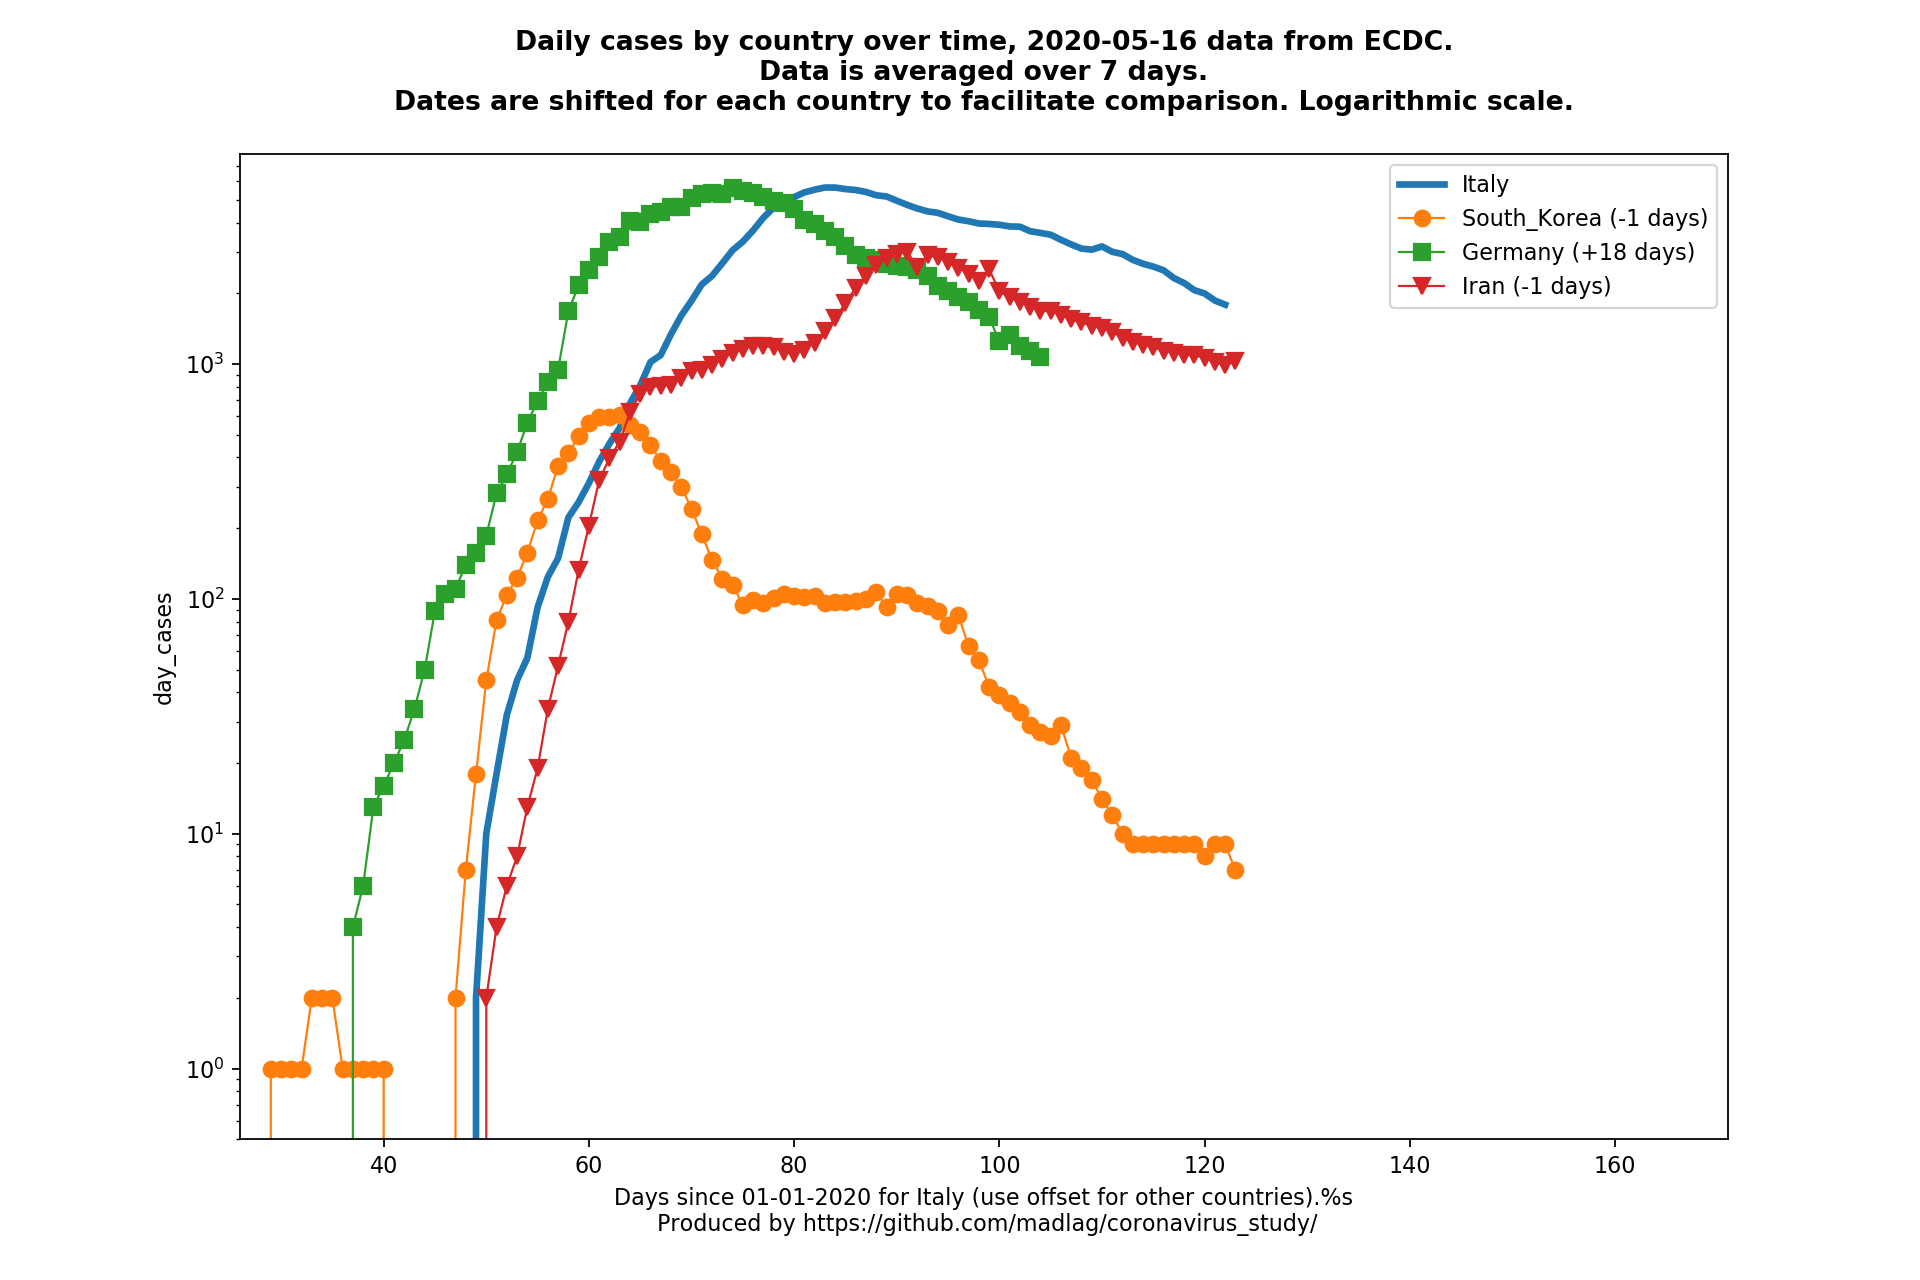 Daily cases by country over time, 2020-05-16 data from ECDC.
Data is averaged over 7 days.
Dates are shifted for each country to facilitate comparison. Logarithmic scale.
Italy
South_Korea (-1 days)
Germany (+18 days)
Iran (-1 days)
day_cases
10³
10²
10¹
10⁰
40 60 80 100 120 140 160
Days since 01-01-2020 for Italy (use offset for other countries).%s
Produced by https://github.com/madlag/coronavirus_study/